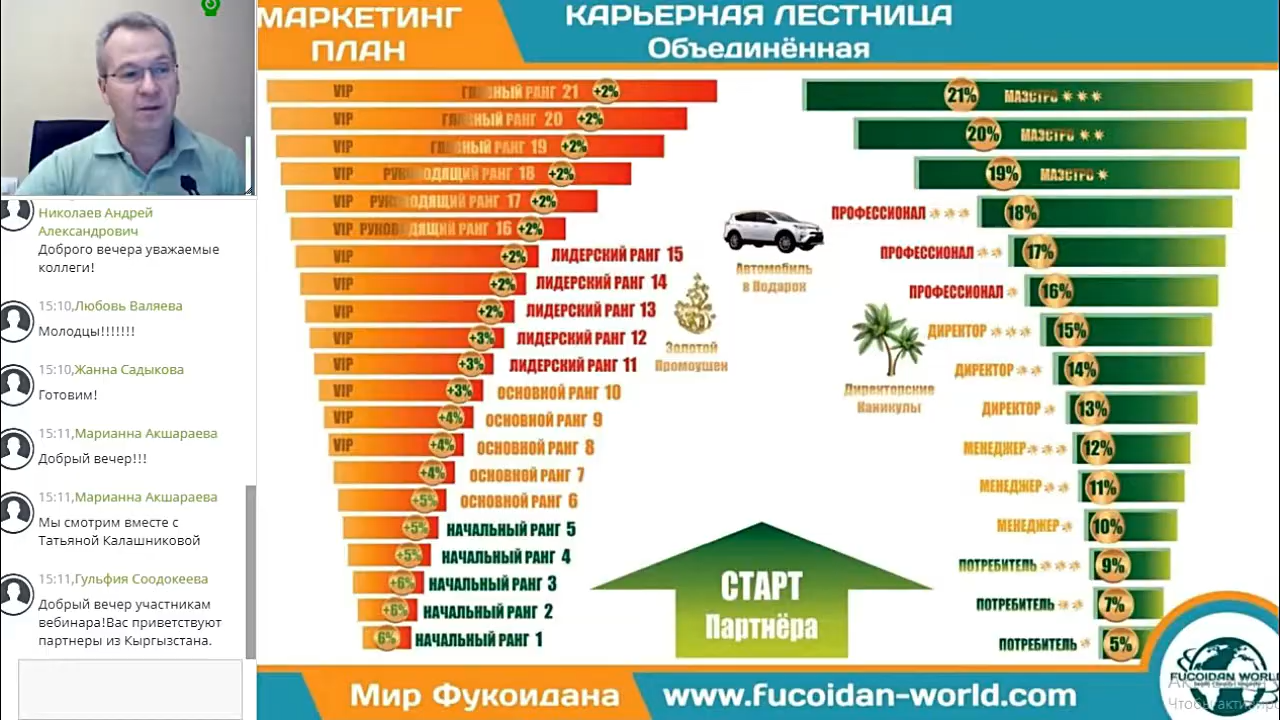 МАРКЕТИНГ
ПЛАН
КАРЬЕРНАЯ ЛЕСТНИЦА
Объединённая
Николаев Андрей
Александрович
Доброго вечера уважаемые
коллеги!
15:10,Любовь Валяева
Молодцы!!!!!!!
15:10,Жанна Садыкова
Готовим!
15:11,Марианна Акшараева
Добрый вечер!!!
15:11,Марианна Акшараева
Мы смотрим вместе с
Татьяной Калашниковой
15:11,Гульфия Соодокеева
Добрый вечер участникам
вебинара!Вас приветствуют
партнеры из Кыргызстана.
VIP ГЛАВНЫЙ РАНГ 21 +2%
VIP ГЛАВНЫЙ РАНГ 20 +2%
VIP ГЛАВНЫЙ РАНГ 19 +2%
VIP РУКОВОДЯЩИЙ РАНГ 18 +2%
VIP РУКОВОДЯЩИЙ РАНГ 17 +2%
VIP РУКОВОДЯЩИЙ РАНГ 16 +2%
VIP +2% ЛИДЕРСКИЙ РАНГ 15
VIP +2% ЛИДЕРСКИЙ РАНГ 14
VIP +2% ЛИДЕРСКИЙ РАНГ 13
VIP +3% ЛИДЕРСКИЙ РАНГ 12
VIP +3% ЛИДЕРСКИЙ РАНГ 11
VIP +3% ОСНОВНОЙ РАНГ 10
VIP +4% ОСНОВНОЙ РАНГ 9
VIP +4% ОСНОВНОЙ РАНГ 8
+4% ОСНОВНОЙ РАНГ 7
+5% ОСНОВНОЙ РАНГ 6
+5% НАЧАЛЬНЫЙ РАНГ 5
+5% НАЧАЛЬНЫЙ РАНГ 4
+6% НАЧАЛЬНЫЙ РАНГ 3
+6% НАЧАЛЬНЫЙ РАНГ 2
6% НАЧАЛЬНЫЙ РАНГ 1
Автомобиль
в Подарок
Золотой
Промоушен
Директорские
Каникулы
СТАРТ
Партнёра
21% МАЭСТРО
20% МАЭСТРО
19% МАЭСТРО
ПРОФЕССИОНАЛ 18%
ПРОФЕССИОНАЛ 17%
ПРОФЕССИОНАЛ 16%
ДИРЕКТОР 15%
ДИРЕКТОР 14%
ДИРЕКТОР 13%
МЕНЕДЖЕР 12%
МЕНЕДЖЕР 11%
МЕНЕДЖЕР 10%
ПОТРЕБИТЕЛЬ 9%
ПОТРЕБИТЕЛЬ 7%
ПОТРЕБИТЕЛЬ 5%
Мир Фукоидана
www.fucoidan-world.com
FUCOIDAN WORLD